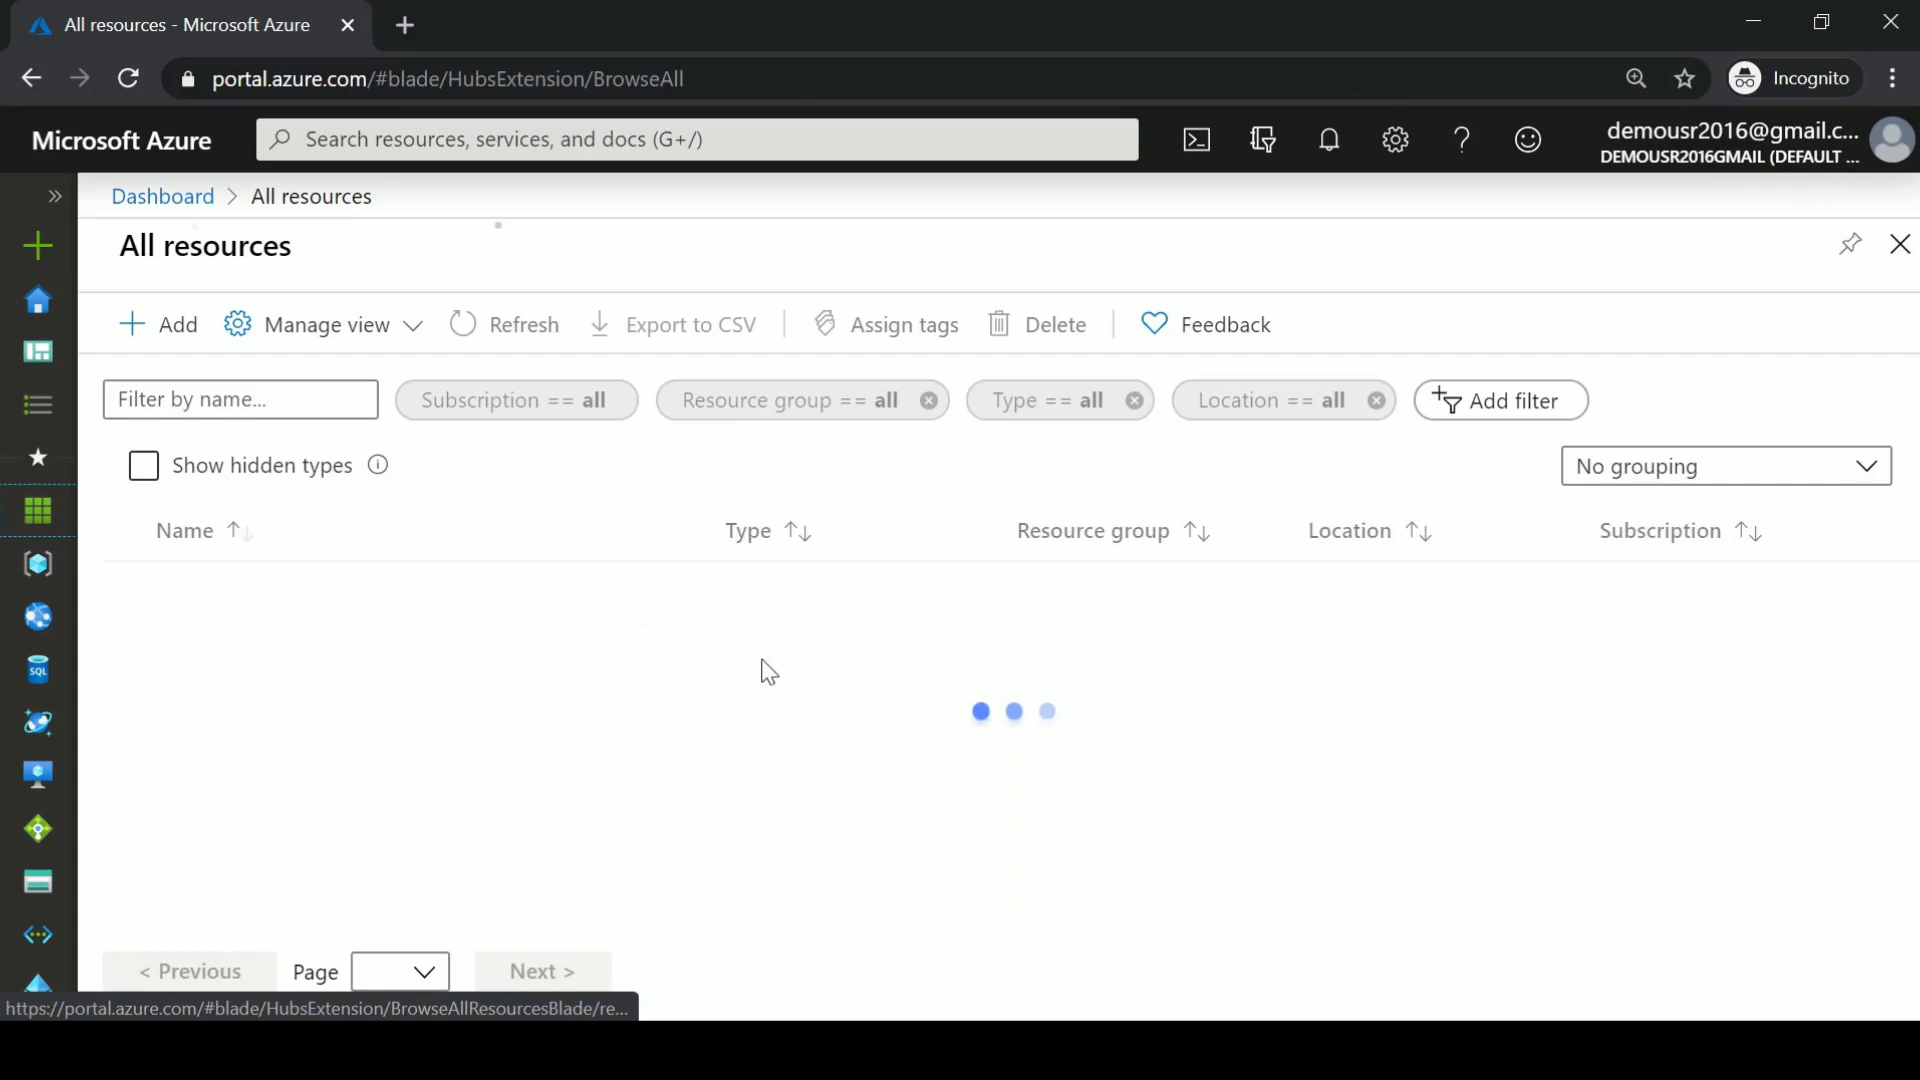 All resources - Microsoft Azure
portal.azure.com/#blade/HubsExtension/BrowseAll
Incognito
Microsoft Azure
Search resources, services, and docs (G+/)
demousr2016@gmail.c...
DEMOUSR2016GMAIL (DEFAULT ...
Dashboard > All resources
All resources
Add Manage view Refresh Export to CSV Assign tags Delete Feedback
Filter by name... Subscription == all Resource group == all Type == all Location == all Add filter
Show hidden types No grouping
Name Type Resource group Location Subscription
SQL
< Previous Page Next >
https://portal.azure.com/#blade/HubsExtension/BrowseAllResourcesBlade/re...